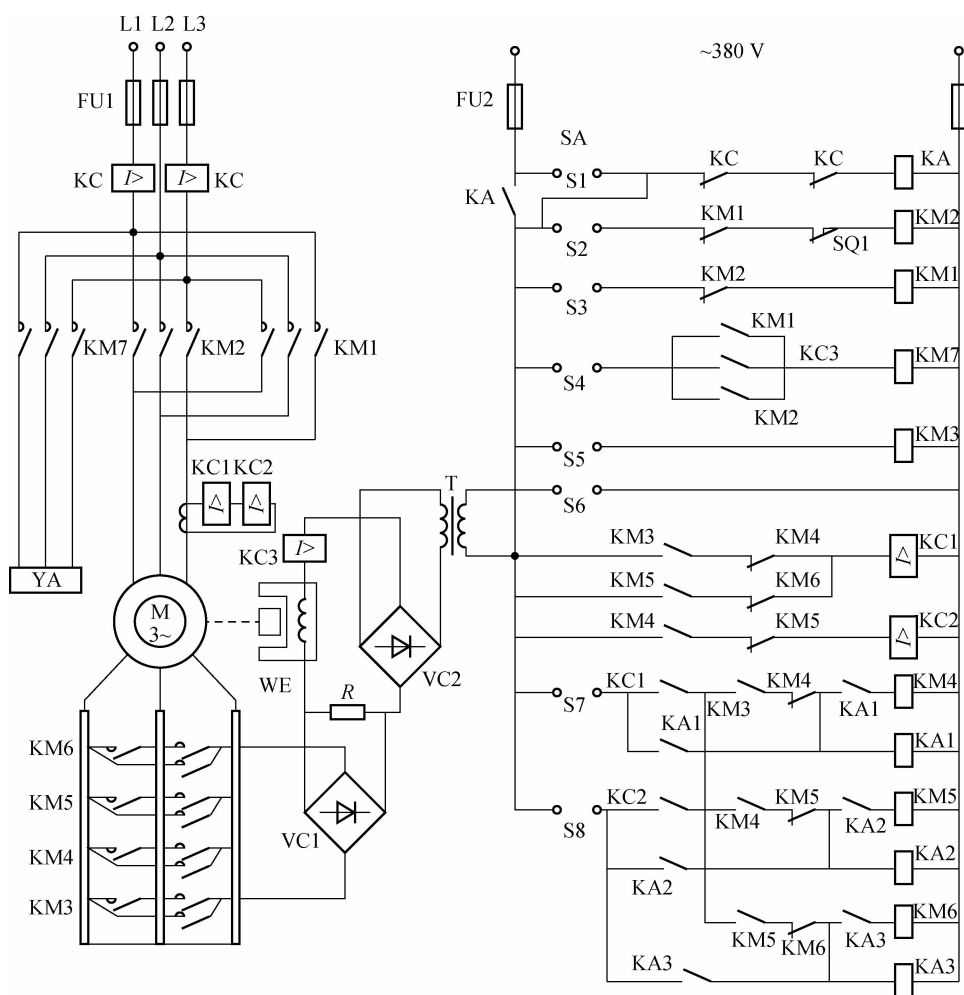 L1 L2 L3
FU1
KC I> I> KC
KM7 KM2 KM1
KC1 KC2
I> I>
KC3 I>
YA
M
3~
WE
R
VC2
VC1
T
KM6
KM5
KM4
KM3
~380 V
FU2
SA
S1 KC KC KA
KA
S2 KM1 SQ1 KM2
S3 KM2 KM1
S4 KM1 KC3 KM2 KM7
S5 KM3
S6
KM3 KM4 I> KC1
KM5 KM6
KM4 KM5 I> KC2
S7 KC1 KM3 KM4 KA1 KM4
KA1 KA1
S8 KC2 KM4 KM5 KA2 KM5
KA2 KA2
KM5 KM6 KA3 KM6
KA3 KA3